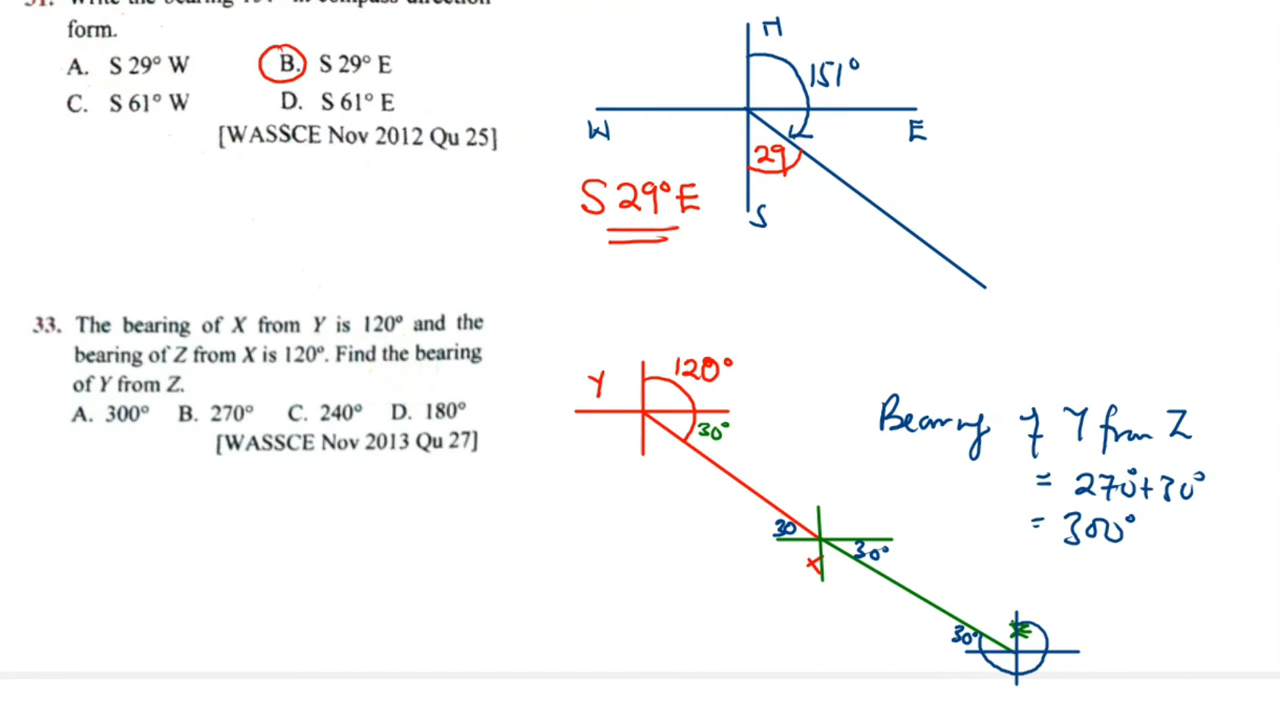 form.
A. S 29° W
B. S 29° E
C. S 61° W
D. S 61° E
[WASSCE Nov 2012 Qu 25]
N
151°
W
E
29
S
S 29° E
33. The bearing of X from Y is 120° and the
bearing of Z from X is 120°. Find the bearing
of Y from Z.
A. 300° B. 270° C. 240° D. 180°
[WASSCE Nov 2013 Qu 27]
Y
120°
30°
30
X
30°
30°
Bearing of Y from Z
= 270° + 30°
= 300°